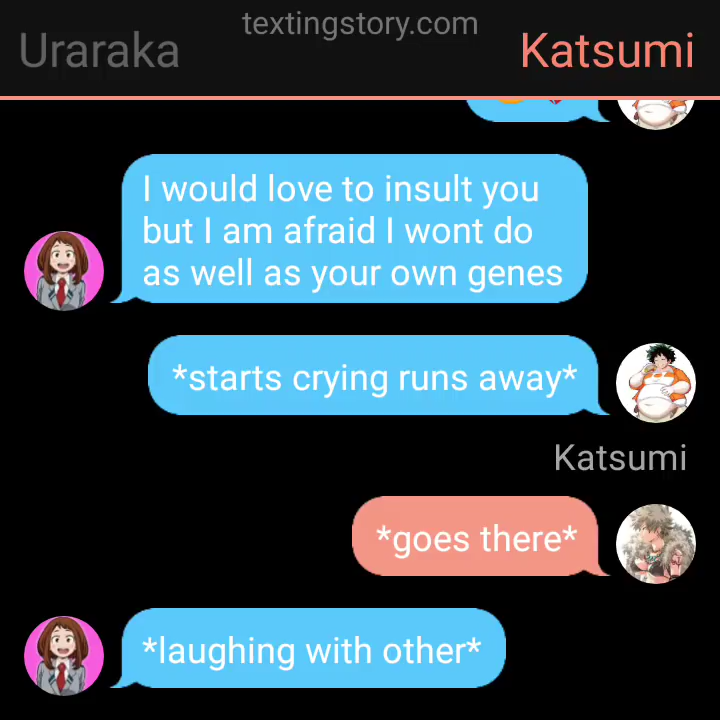 textingstory.com
Uraraka
Katsumi
I would love to insult you
but I am afraid I wont do
as well as your own genes
*starts crying runs away*
Katsumi
*goes there*
*laughing with other*